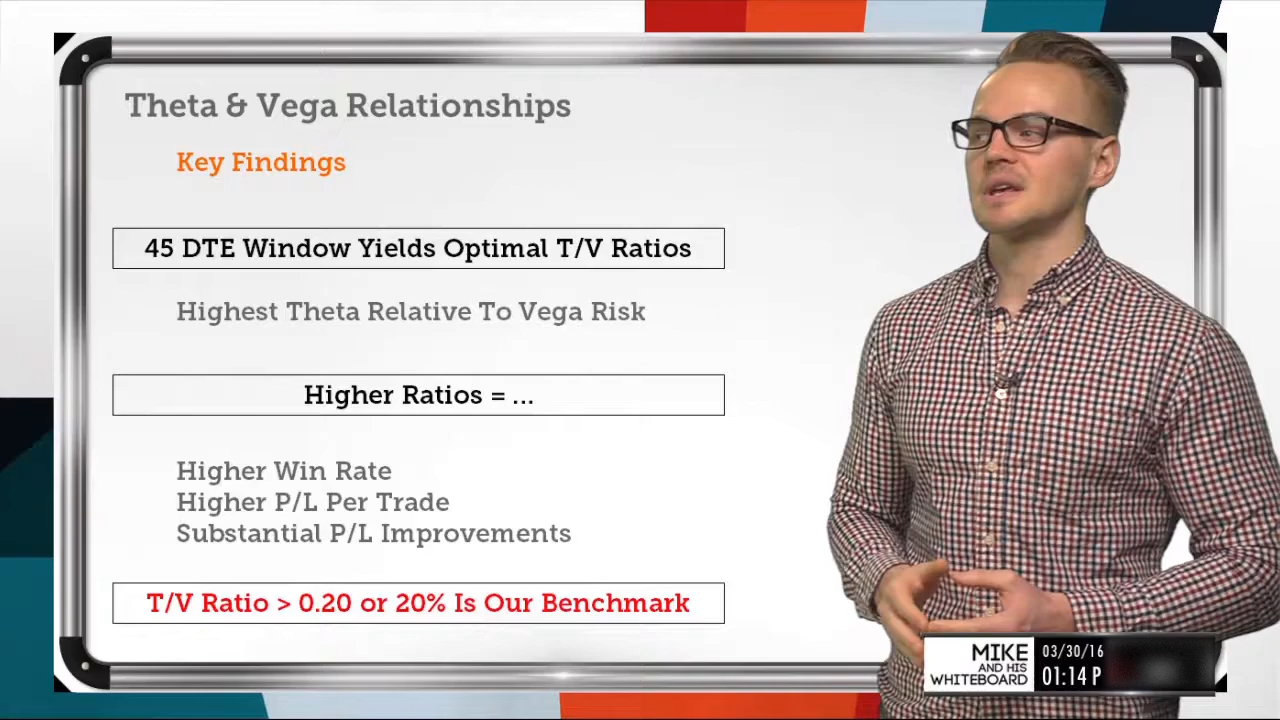 Theta & Vega Relationships
Key Findings
45 DTE Window Yields Optimal T/V Ratios
Highest Theta Relative To Vega Risk
Higher Ratios = ...
Higher Win Rate
Higher P/L Per Trade
Substantial P/L Improvements
T/V Ratio > 0.20 or 20% Is Our Benchmark
MIKE
AND HIS
WHITEBOARD
03/30/16
01:14 P